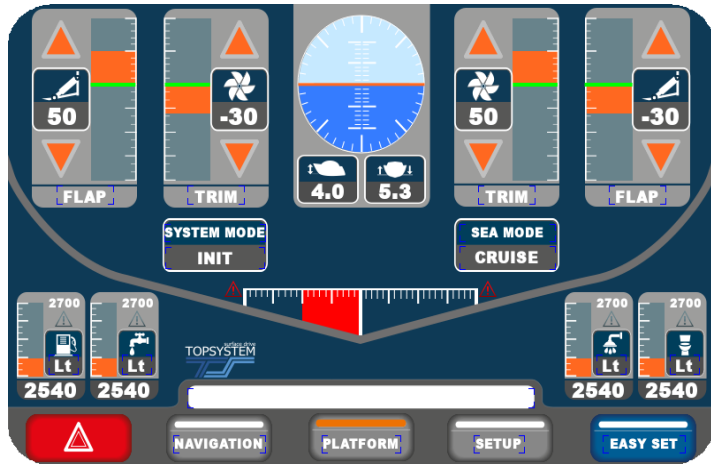 50
FLAP
-30
TRIM
4.0
5.3
50
TRIM
-30
FLAP
SYSTEM MODE
INIT
SEA MODE
CRUISE
2700
Lt
2540
2700
Lt
2540
surface drive
TOPSYSTEM
2700
Lt
2540
2700
Lt
2540
NAVIGATION
PLATFORM
SETUP
EASY SET